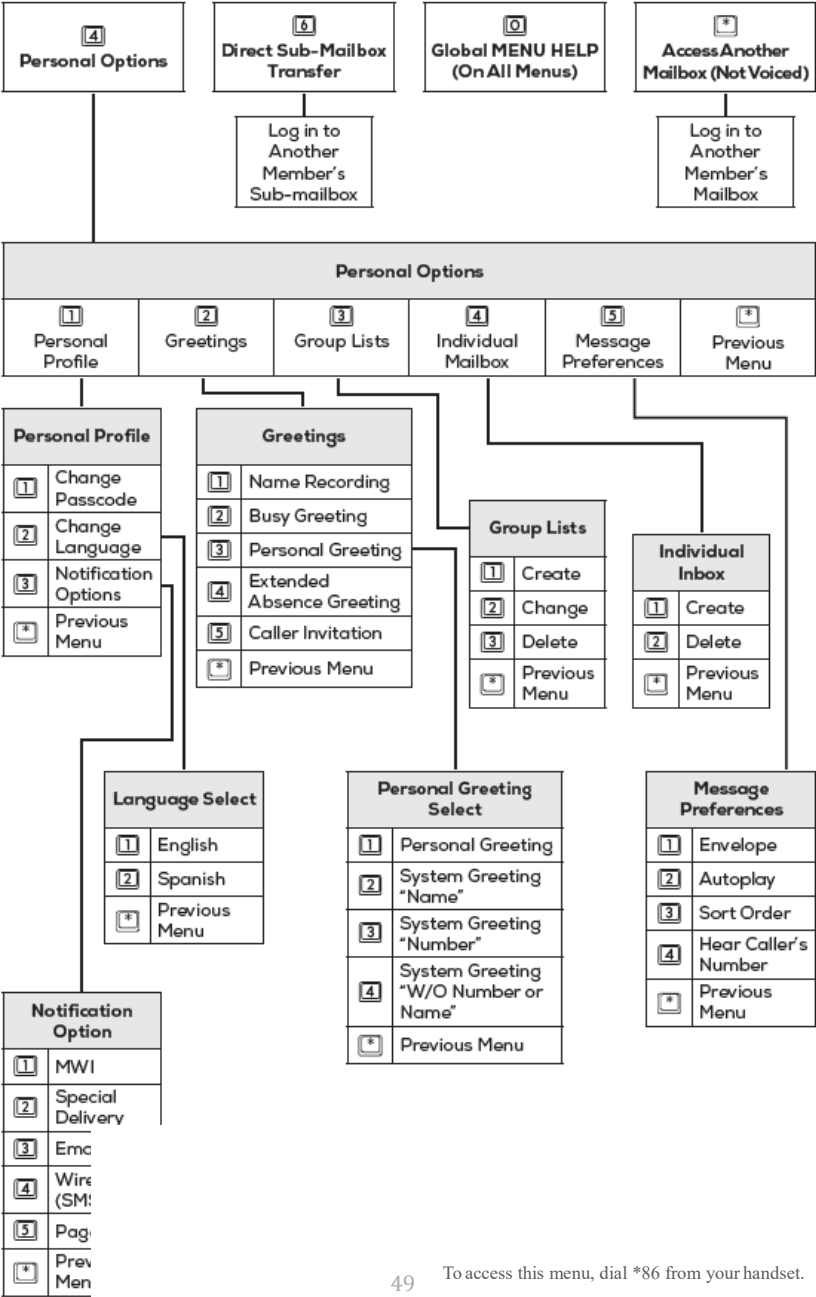 4
Personal Options
6
Direct Sub-Mailbox
Transfer
0
Global MENU HELP
(On All Menus)
*
Access Another
Mailbox (Not Voiced)
Log in to
Another
Member's
Sub-mailbox
Log in to
Another
Member's
Mailbox
Personal Options
1
Personal
Profile
2
Greetings
3
Group Lists
4
Individual
Mailbox
5
Message
Preferences
*
Previous
Menu
Personal Profile
1 Change
Passcode
2 Change
Language
3 Notification
Options
* Previous
Menu
Greetings
1 Name Recording
2 Busy Greeting
3 Personal Greeting
4 Extended
Absence Greeting
5 Caller Invitation
* Previous Menu
Group Lists
1 Create
2 Change
3 Delete
* Previous
Menu
Individual
Inbox
1 Create
2 Delete
* Previous
Menu
Language Select
1 English
2 Spanish
* Previous
Menu
Personal Greeting
Select
1 Personal Greeting
2 System Greeting
"Name"
3 System Greeting
"Number"
4 System Greeting
"W/O Number or
Name"
* Previous Menu
Message
Preferences
1 Envelope
2 Autoplay
3 Sort Order
4 Hear Caller's
Number
* Previous
Menu
Notification
Option
1 MWI
2 Special
Delivery
3
4
5
*
49
To access this menu, dial *86 from your handset.